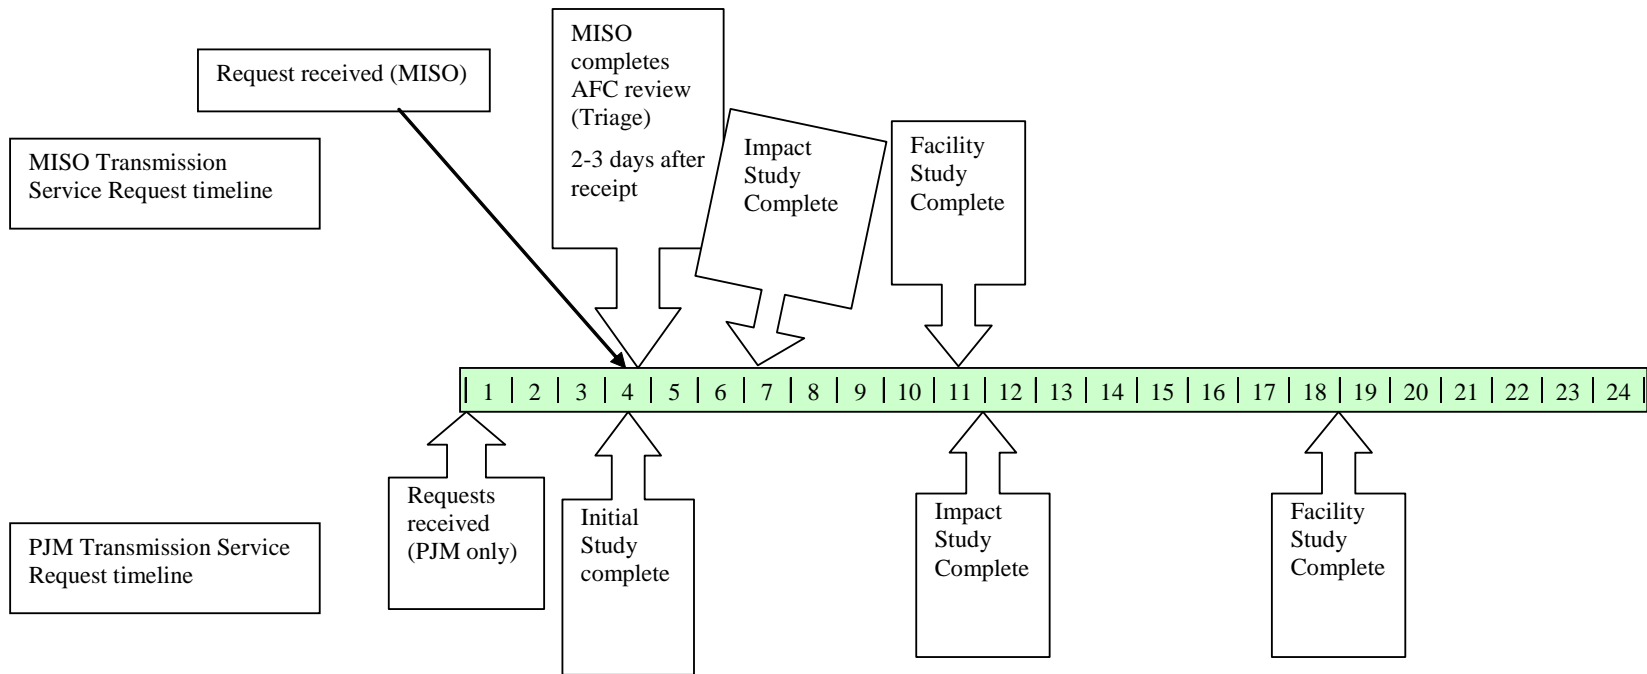 Request received (MISO)
MISO
completes
AFC review
(Triage)
2-3 days after
receipt
Impact
Study
Complete
Facility
Study
Complete
MISO Transmission
Service Request timeline
1 2 3 4 5 6 7 8 9 10 11 12 13 14 15 16 17 18 19 20 21 22 23 24
Requests
received
(PJM only)
Initial
Study
complete
Impact
Study
Complete
Facility
Study
Complete
PJM Transmission Service
Request timeline